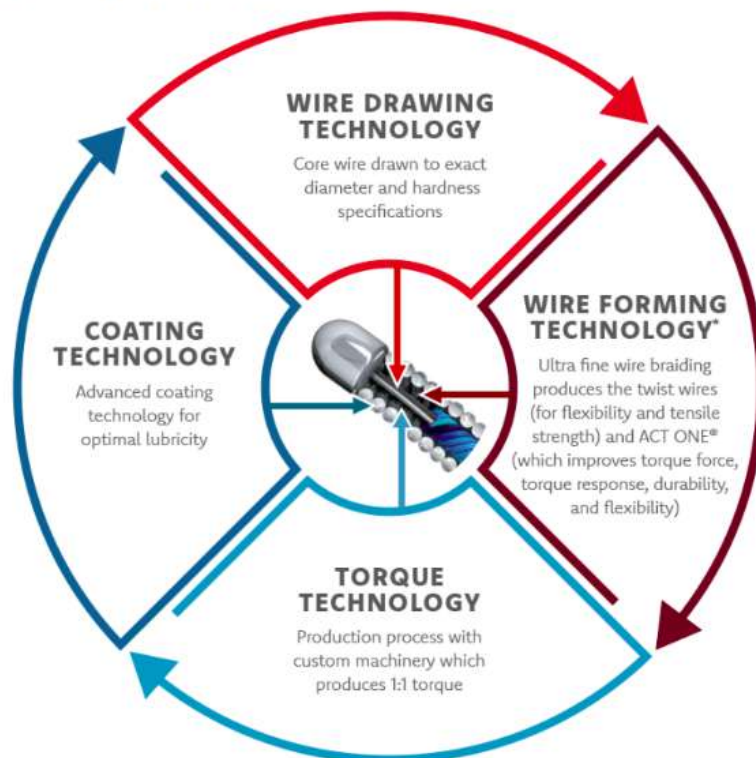 WIRE DRAWING
TECHNOLOGY
Core wire drawn to exact
diameter and hardness
specifications
COATING
TECHNOLOGY
Advanced coating
technology for
optimal lubricity
WIRE FORMING
TECHNOLOGY*
Ultra fine wire braiding
produces the twist wires
(for flexibility and tensile
strength) and ACT ONE®
(which improves torque force,
torque response, durability,
and flexibility)
TORQUE
TECHNOLOGY
Production process with
custom machinery which
produces 1:1 torque